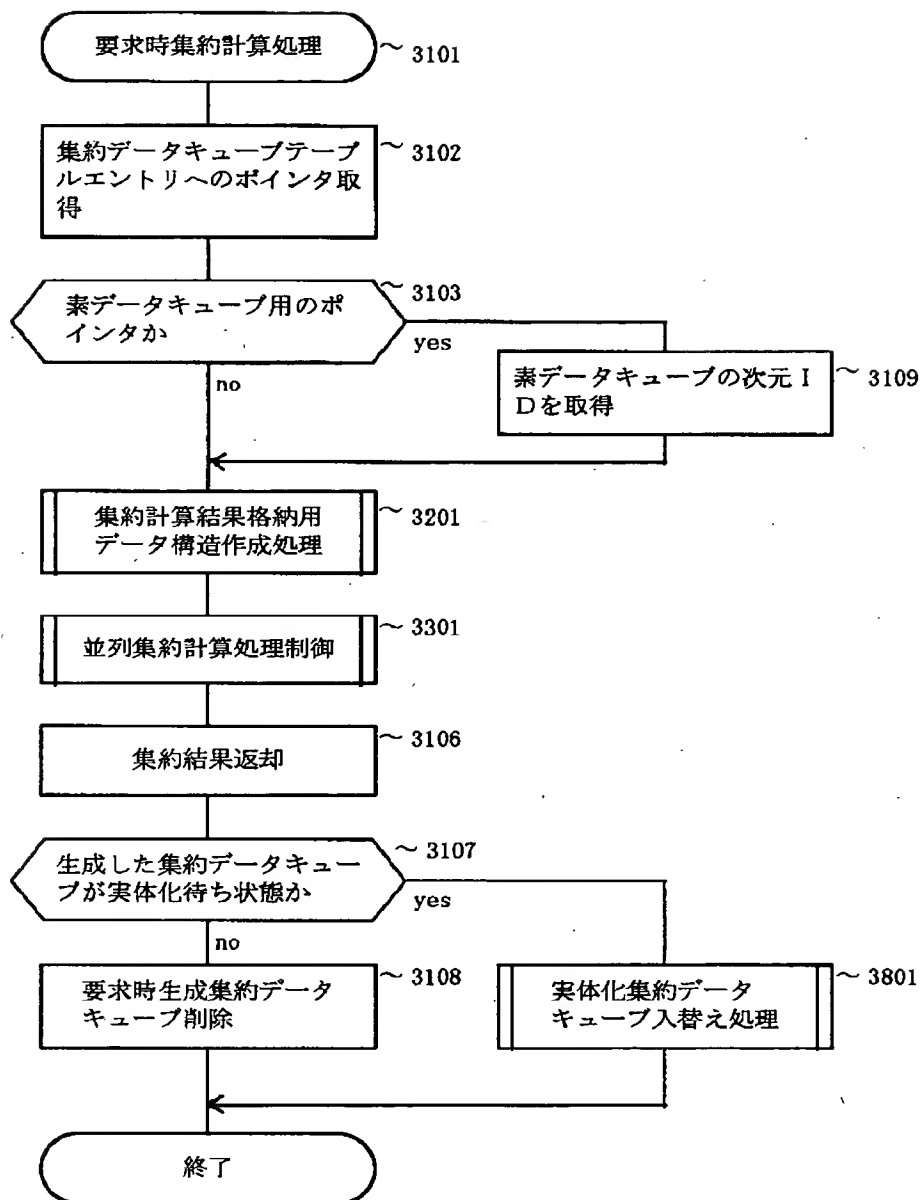 要求時集約計算処理
～ 3101
集約データキューブテーブ
ルエントリへのポインタ取
得
～ 3102
素データキューブ用のポ
インタか
～ 3103
yes
no
素データキューブの次元Ｉ
Ｄを取得
～ 3109
集約計算結果格納用
データ構造作成処理
～ 3201
並列集約計算処理制御
～ 3301
集約結果返却
～ 3106
生成した集約データキュー
ブが実体化待ち状態か
～ 3107
yes
no
要求時生成集約データ
キューブ削除
～ 3108
実体化集約データ
キューブ入替え処理
～ 3801
終了